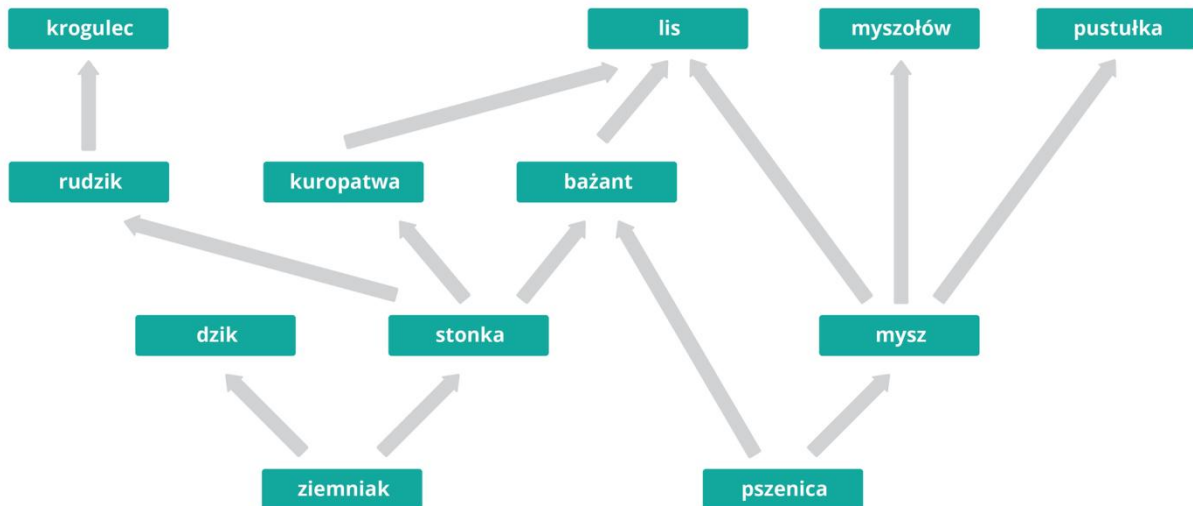 krogulec
lis
myszołów
pustułka
rudzik
kuropatwa
bażant
dzik
stonka
mysz
ziemniak
pszenica